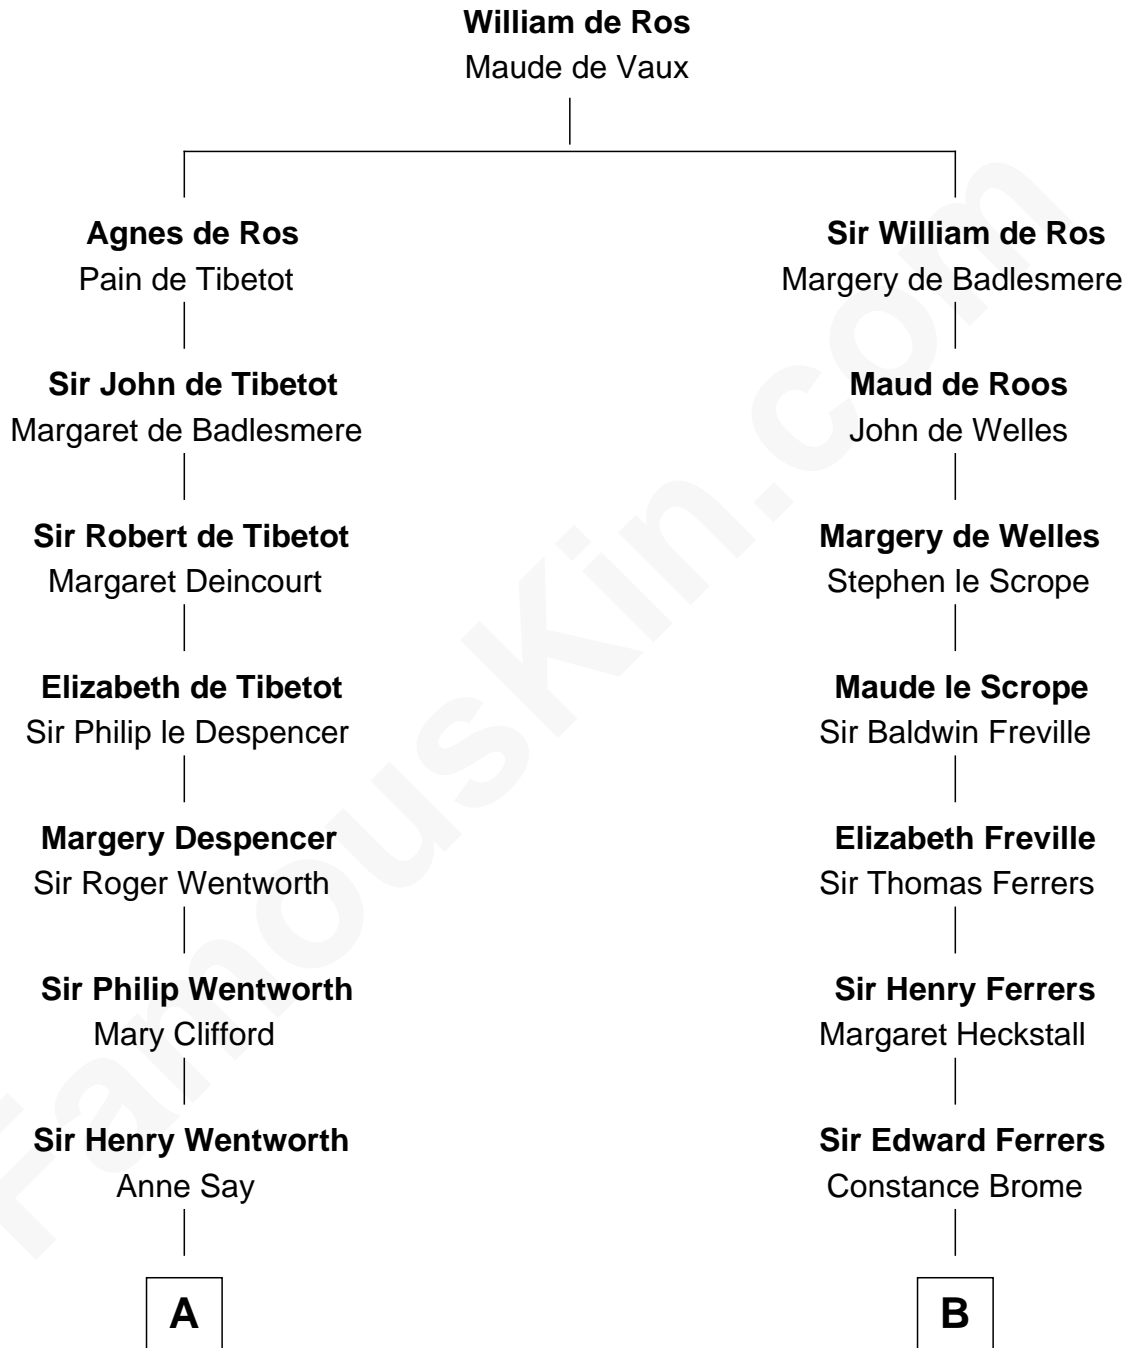 William de Ros
Maude de Vaux
Agnes de Ros
Pain de Tibetot
Sir William de Ros
Margery de Badlesmere
Sir John de Tibetot
Margaret de Badlesmere
Maud de Roos
John de Welles
Sir Robert de Tibetot
Margaret Deincourt
Margery de Welles
Stephen le Scrope
Elizabeth de Tibetot
Sir Philip le Despencer
Maude le Scrope
Sir Baldwin Freville
Margery Despencer
Sir Roger Wentworth
Elizabeth Freville
Sir Thomas Ferrers
Sir Philip Wentworth
Mary Clifford
Sir Henry Ferrers
Margaret Heckstall
Sir Henry Wentworth
Anne Say
Sir Edward Ferrers
Constance Brome
A
B
FamousKin.com